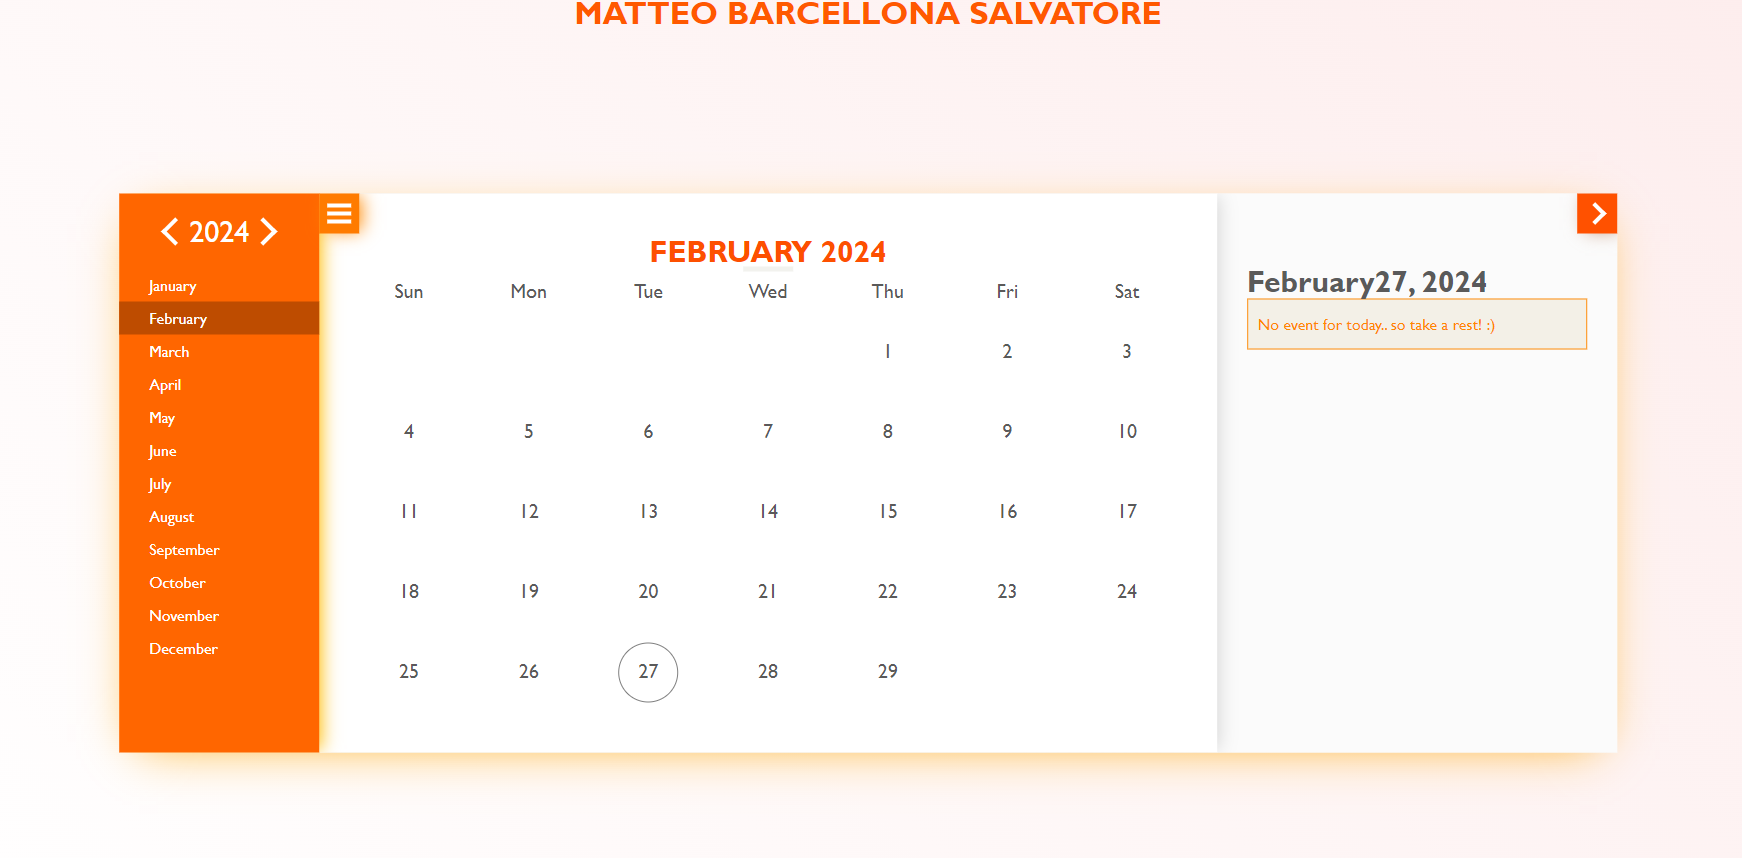 MATTEO BARCELLONA SALVATORE
2024
January
February
March
April
May
June
July
August
September
October
November
December
FEBRUARY 2024
Sun Mon Tue Wed Thu Fri Sat
1 2 3
4 5 6 7 8 9 10
11 12 13 14 15 16 17
18 19 20 21 22 23 24
25 26 27 28 29
February27, 2024
No event for today.. so take a rest! :)